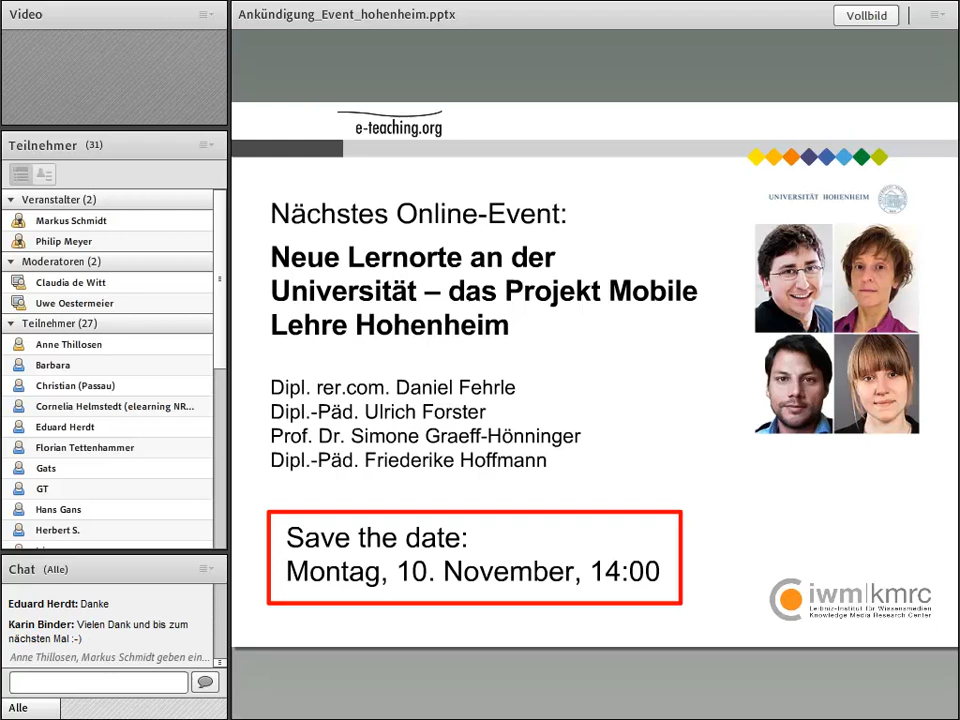 Video
Ankündigung_Event_hohenheim.pptx
Vollbild
Teilnehmer (31)
Veranstalter (2)
Markus Schmidt
Philip Meyer
Moderatoren (2)
Claudia de Witt
Uwe Oestermeier
Teilnehmer (27)
Anne Thillosen
Barbara
Christian (Passau)
Cornelia Helmstedt (elearning NR...
Eduard Herdt
Florian Tettenhammer
Gats
GT
Hans Gans
Herbert S.
Chat (Alle)
Eduard Herdt: Danke
Karin Binder: Vielen Dank und bis zum
nächsten Mal :-)
Anne Thillosen, Markus Schmidt geben ein...
Alle
e-teaching.org
UNIVERSITÄT HOHENHEIM
Nächstes Online-Event:
Neue Lernorte an der
Universität – das Projekt Mobile
Lehre Hohenheim
Dipl. rer.com. Daniel Fehrle
Dipl.-Päd. Ulrich Forster
Prof. Dr. Simone Graeff-Hönninger
Dipl.-Päd. Friederike Hoffmann
Save the date:
Montag, 10. November, 14:00
iwm|kmrc
Leibniz-Institut für Wissensmedien
Knowledge Media Research Center